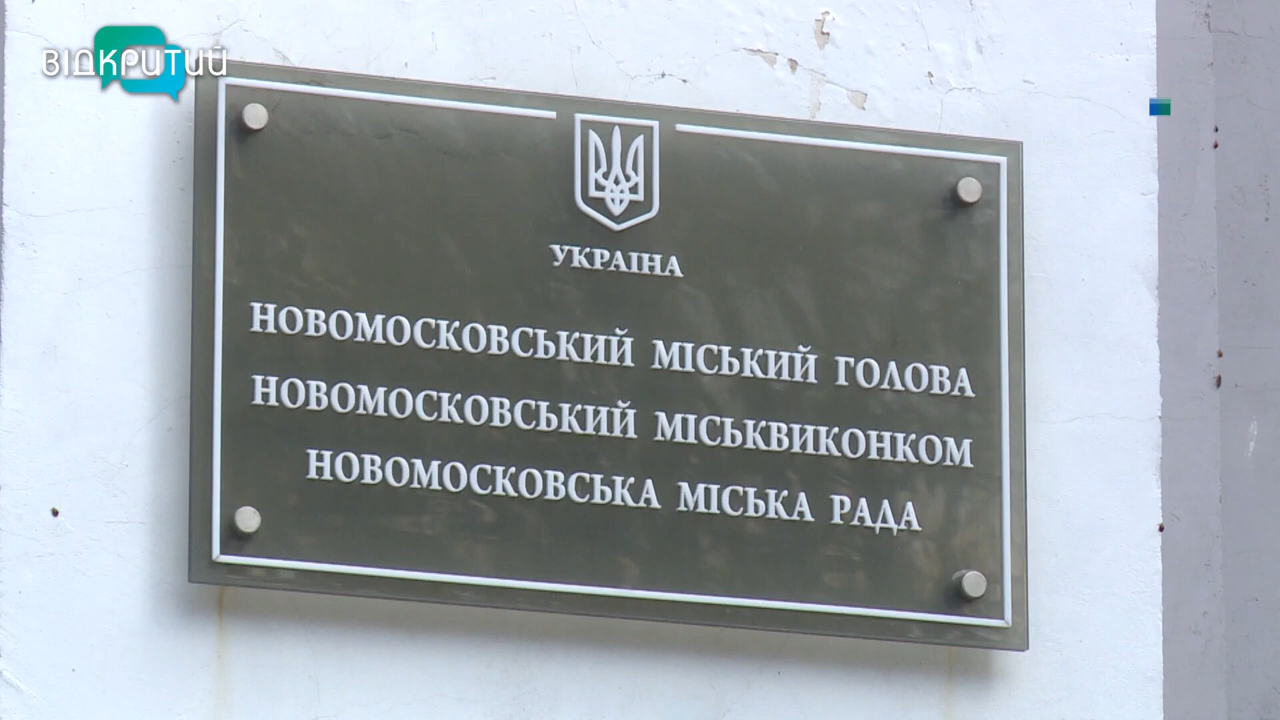 ВІДКРИТИЙ
УКРАЇНА
НОВОМОСКОВСЬКИЙ МІСЬКИЙ ГОЛОВА
НОВОМОСКОВСЬКИЙ МІСЬКВИКОНКОМ
НОВОМОСКОВСЬКА МІСЬКА РАДА